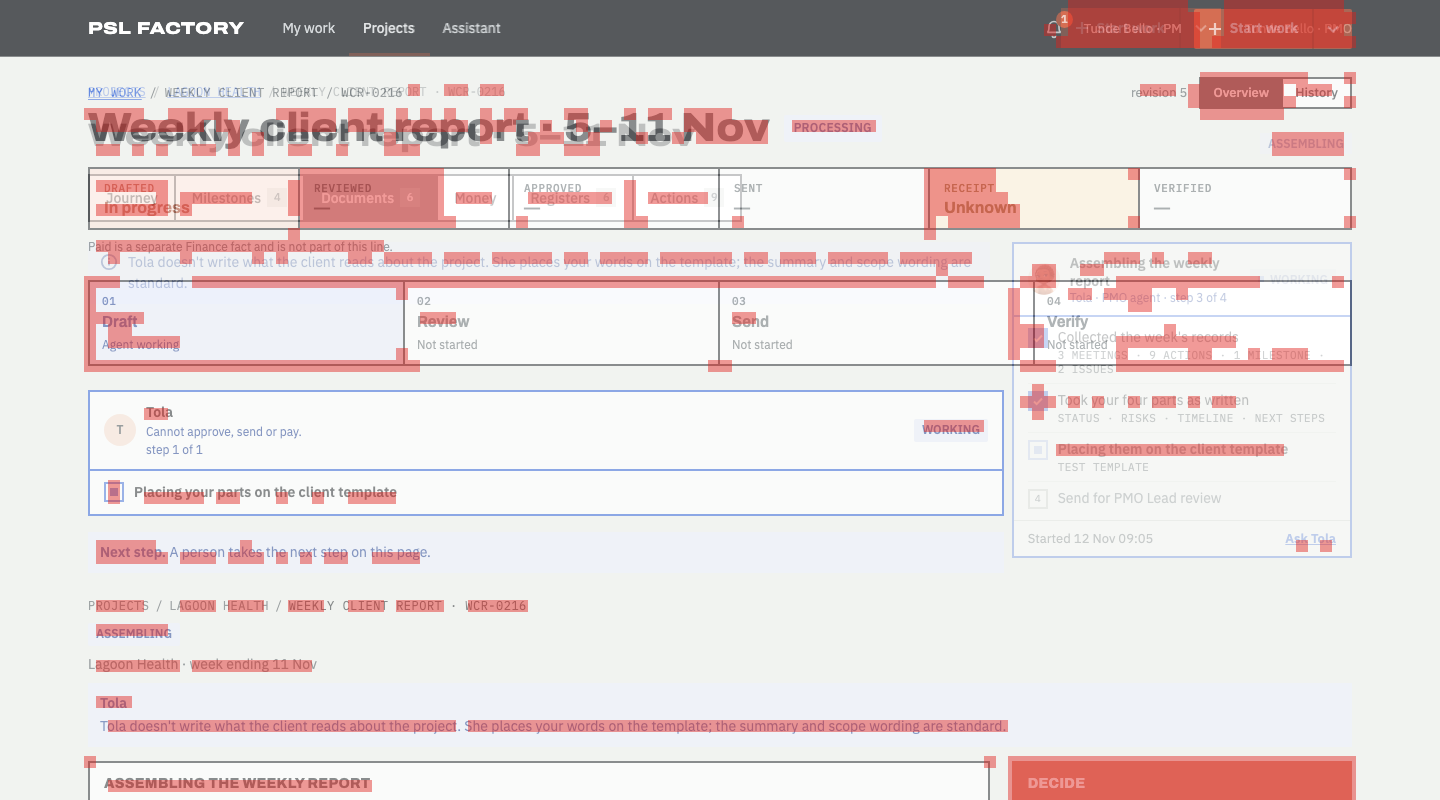 PSL FACTORY My work Projects Assistant 1 Tunde Bello · PM + Start work
MY WORK / WEEKLY CLIENT REPORT / WCR-0216 revision 5 Overview History
Weekly client report · 5–11 Nov PROCESSING
ASSEMBLING
DRAFTED REVIEWED APPROVED SENT RECEIPT VERIFIED
Journey Milestones 4 Documents 6 Money Registers 6 Actions 9
In progress — — — Unknown —
Paid is a separate Finance fact and is not part of this line.
Tola doesn't write what the client reads about the project. She places your words on the template; the summary and scope wording are
standard.
Assembling the weekly
report
WORKING
Tola · PMO agent · step 3 of 4
01 02 03 04
Draft Review Send Verify
Agent working Not started Not started Not started
Collected the week's records
3 MEETINGS · 9 ACTIONS · 1 MILESTONE ·
2 ISSUES
Took your four parts as written
STATUS · RISKS · TIMELINE · NEXT STEPS
Placing them on the client template
TEST TEMPLATE
4 Send for PMO Lead review
Started 12 Nov 09:05 Ask Tola
T Tola
Cannot approve, send or pay.
step 1 of 1
WORKING
Placing your parts on the client template
Next step. A person takes the next step on this page.
PROJECTS / LAGOON HEALTH / WEEKLY CLIENT REPORT · WCR-0216
ASSEMBLING
Lagoon Health · week ending 11 Nov
Tola
Tola doesn't write what the client reads about the project. She places your words on the template; the summary and scope wording are standard.
ASSEMBLING THE WEEKLY REPORT DECIDE